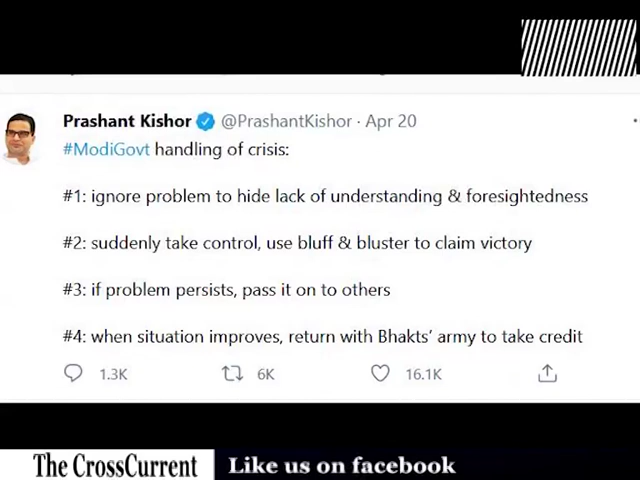 Prashant Kishor @PrashantKishor · Apr 20
#ModiGovt handling of crisis:
#1: ignore problem to hide lack of understanding & foresightedness
#2: suddenly take control, use bluff & bluster to claim victory
#3: if problem persists, pass it on to others
#4: when situation improves, return with Bhakts’ army to take credit
1.3K 6K 16.1K
The CrossCurrent Like us on facebook